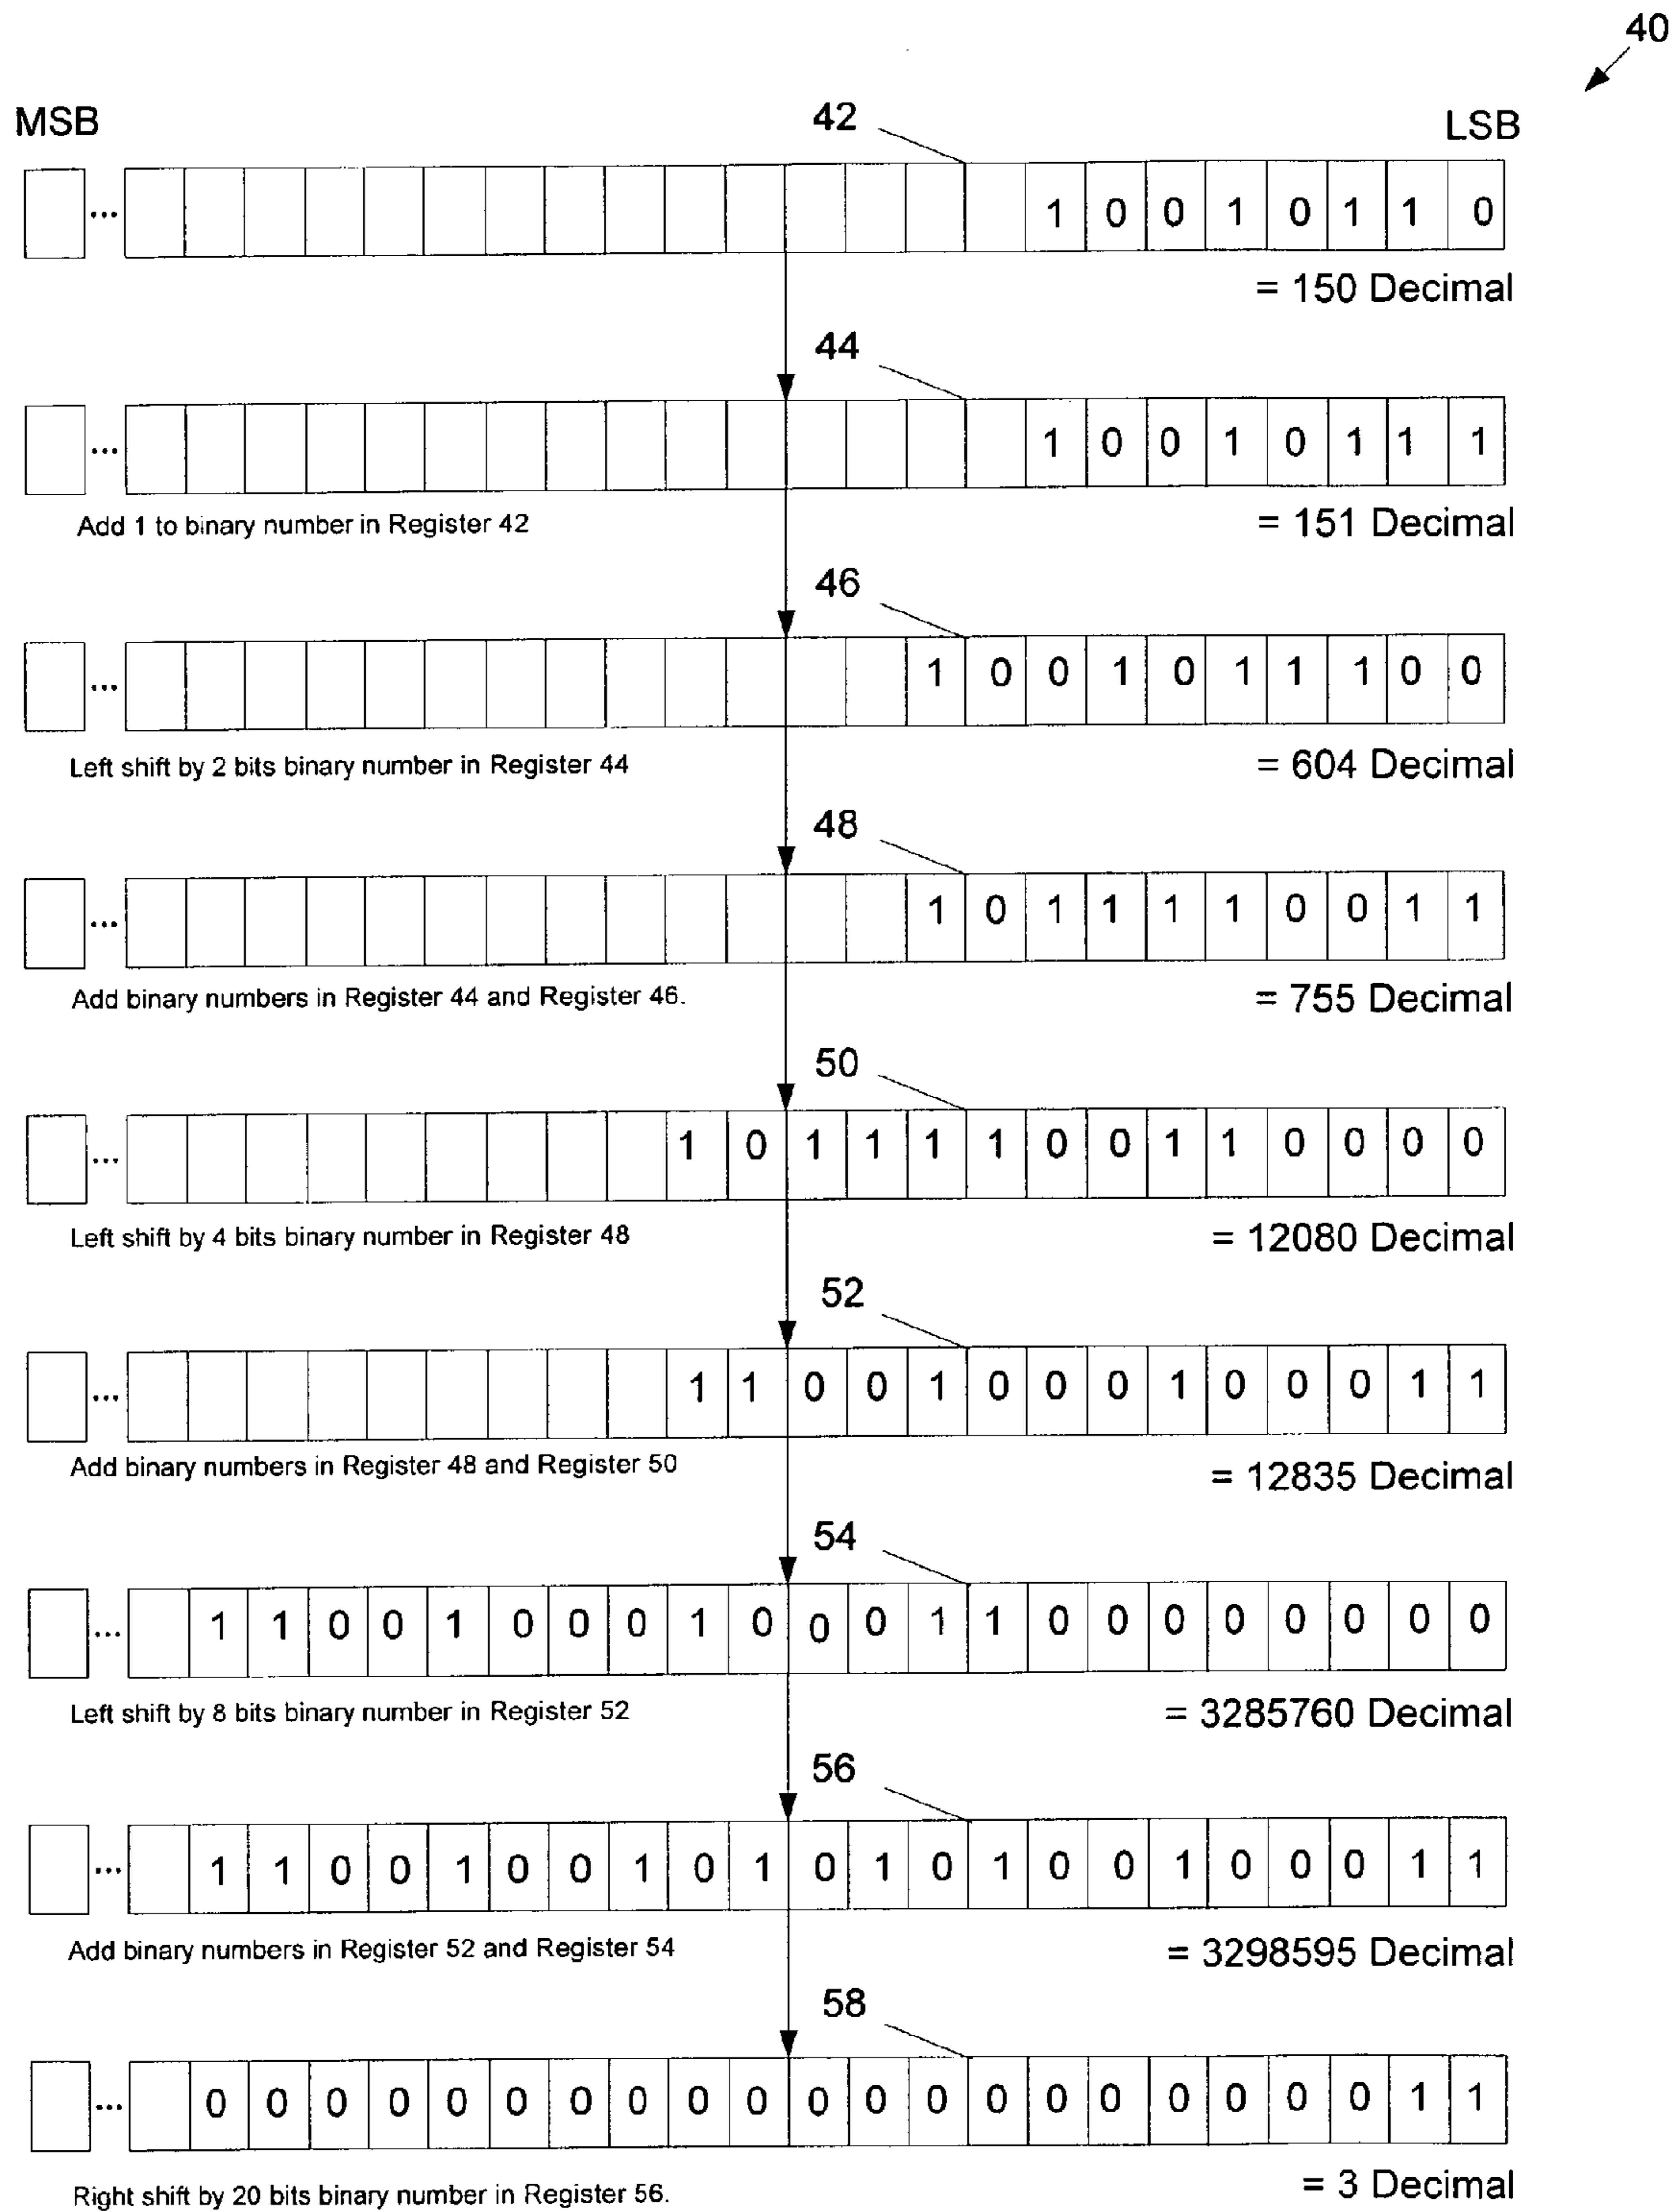 40
MSB 42 LSB
... 1 0 0 1 0 1 1 0
= 150 Decimal
44
... 1 0 0 1 0 1 1 1
Add 1 to binary number in Register 42 = 151 Decimal
46
... 1 0 0 1 0 1 1 1 0 0
Left shift by 2 bits binary number in Register 44 = 604 Decimal
48
... 1 0 1 1 1 1 0 0 1 1
Add binary numbers in Register 44 and Register 46. = 755 Decimal
50
... 1 0 1 1 1 1 0 0 1 1 0 0 0 0
Left shift by 4 bits binary number in Register 48 = 12080 Decimal
52
... 1 1 0 0 1 0 0 0 1 0 0 0 1 1
Add binary numbers in Register 48 and Register 50 = 12835 Decimal
54
... 1 1 0 0 1 0 0 0 1 0 0 0 1 1 0 0 0 0 0 0 0 0
Left shift by 8 bits binary number in Register 52 = 3285760 Decimal
56
... 1 1 0 0 1 0 0 1 0 1 0 1 0 1 0 0 1 0 0 0 1 1
Add binary numbers in Register 52 and Register 54 = 3298595 Decimal
58
... 0 0 0 0 0 0 0 0 0 0 0 0 0 0 0 0 0 0 0 0 1 1
Right shift by 20 bits binary number in Register 56. = 3 Decimal